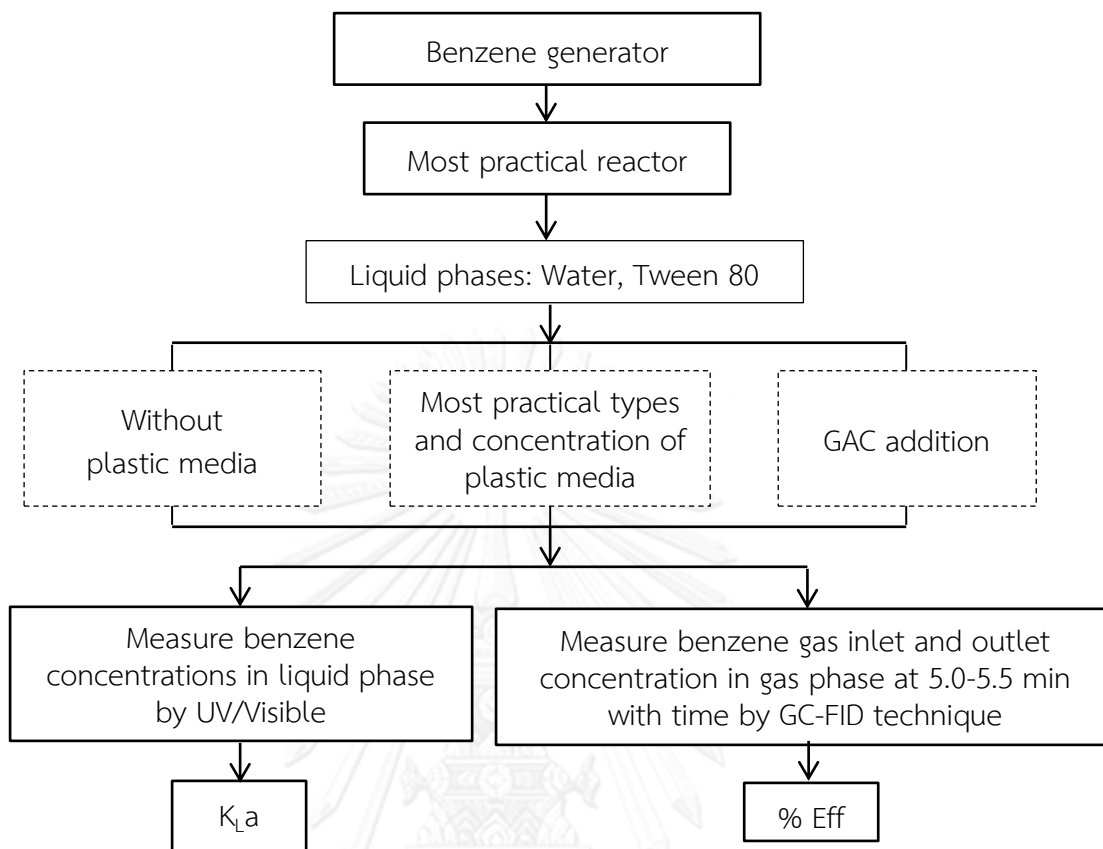 Benzene generator
Most practical reactor
Liquid phases: Water, Tween 80
Without
plastic media
Most practical types
and concentration of
plastic media
GAC addition
Measure benzene
concentrations in liquid phase
by UV/Visible
Measure benzene gas inlet and outlet
concentration in gas phase at 5.0-5.5 min
with time by GC-FID technique
KLa
% Eff